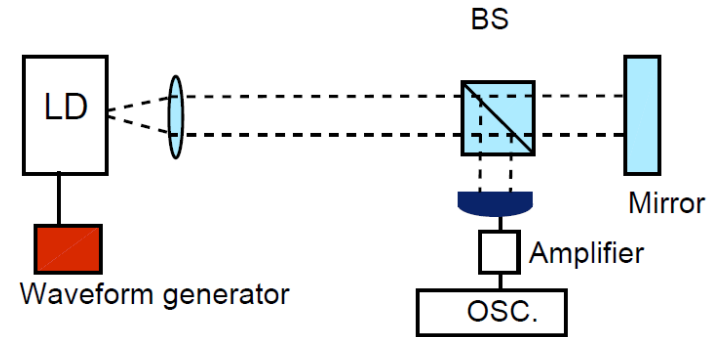 BS
LD
Mirror
Amplifier
Waveform generator
OSC.